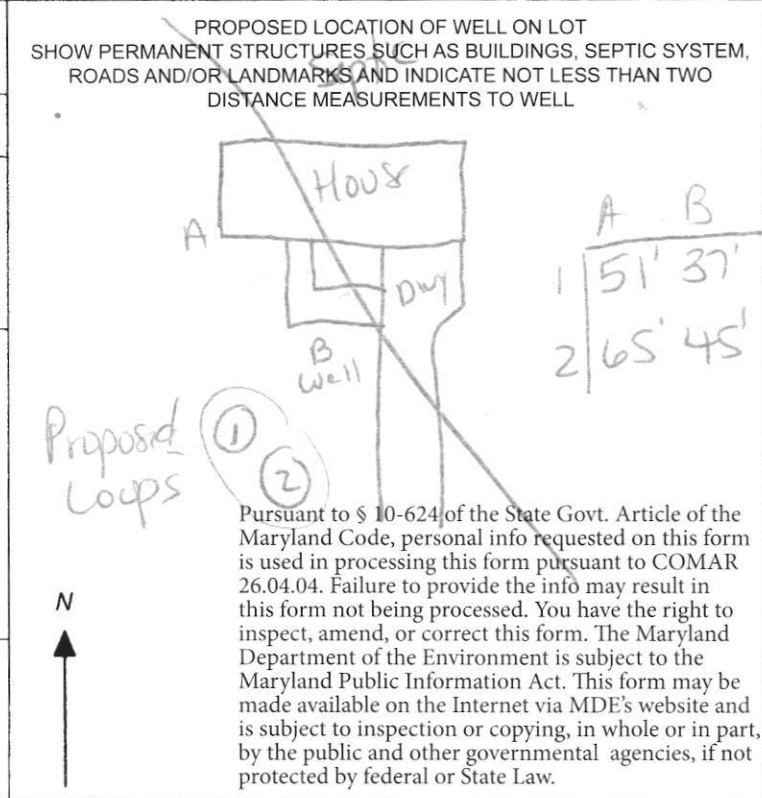 PROPOSED LOCATION OF WELL ON LOT
SHOW PERMANENT STRUCTURES SUCH AS BUILDINGS, SEPTIC SYSTEM,
ROADS AND/OR LANDMARKS AND INDICATE NOT LESS THAN TWO
DISTANCE MEASUREMENTS TO WELL
Septic
House
A
Dwy
B
Well
A B
1 51' 37'
2 65' 45'
Proposed
Loops
1
2
Pursuant to § 10-624 of the State Govt. Article of the
Maryland Code, personal info requested on this form
is used in processing this form pursuant to COMAR
26.04.04. Failure to provide the info may result in
this form not being processed. You have the right to
inspect, amend, or correct this form. The Maryland
Department of the Environment is subject to the
Maryland Public Information Act. This form may be
made available on the Internet via MDE's website and
is subject to inspection or copying, in whole or in part,
by the public and other governmental agencies, if not
protected by federal or State Law.
N